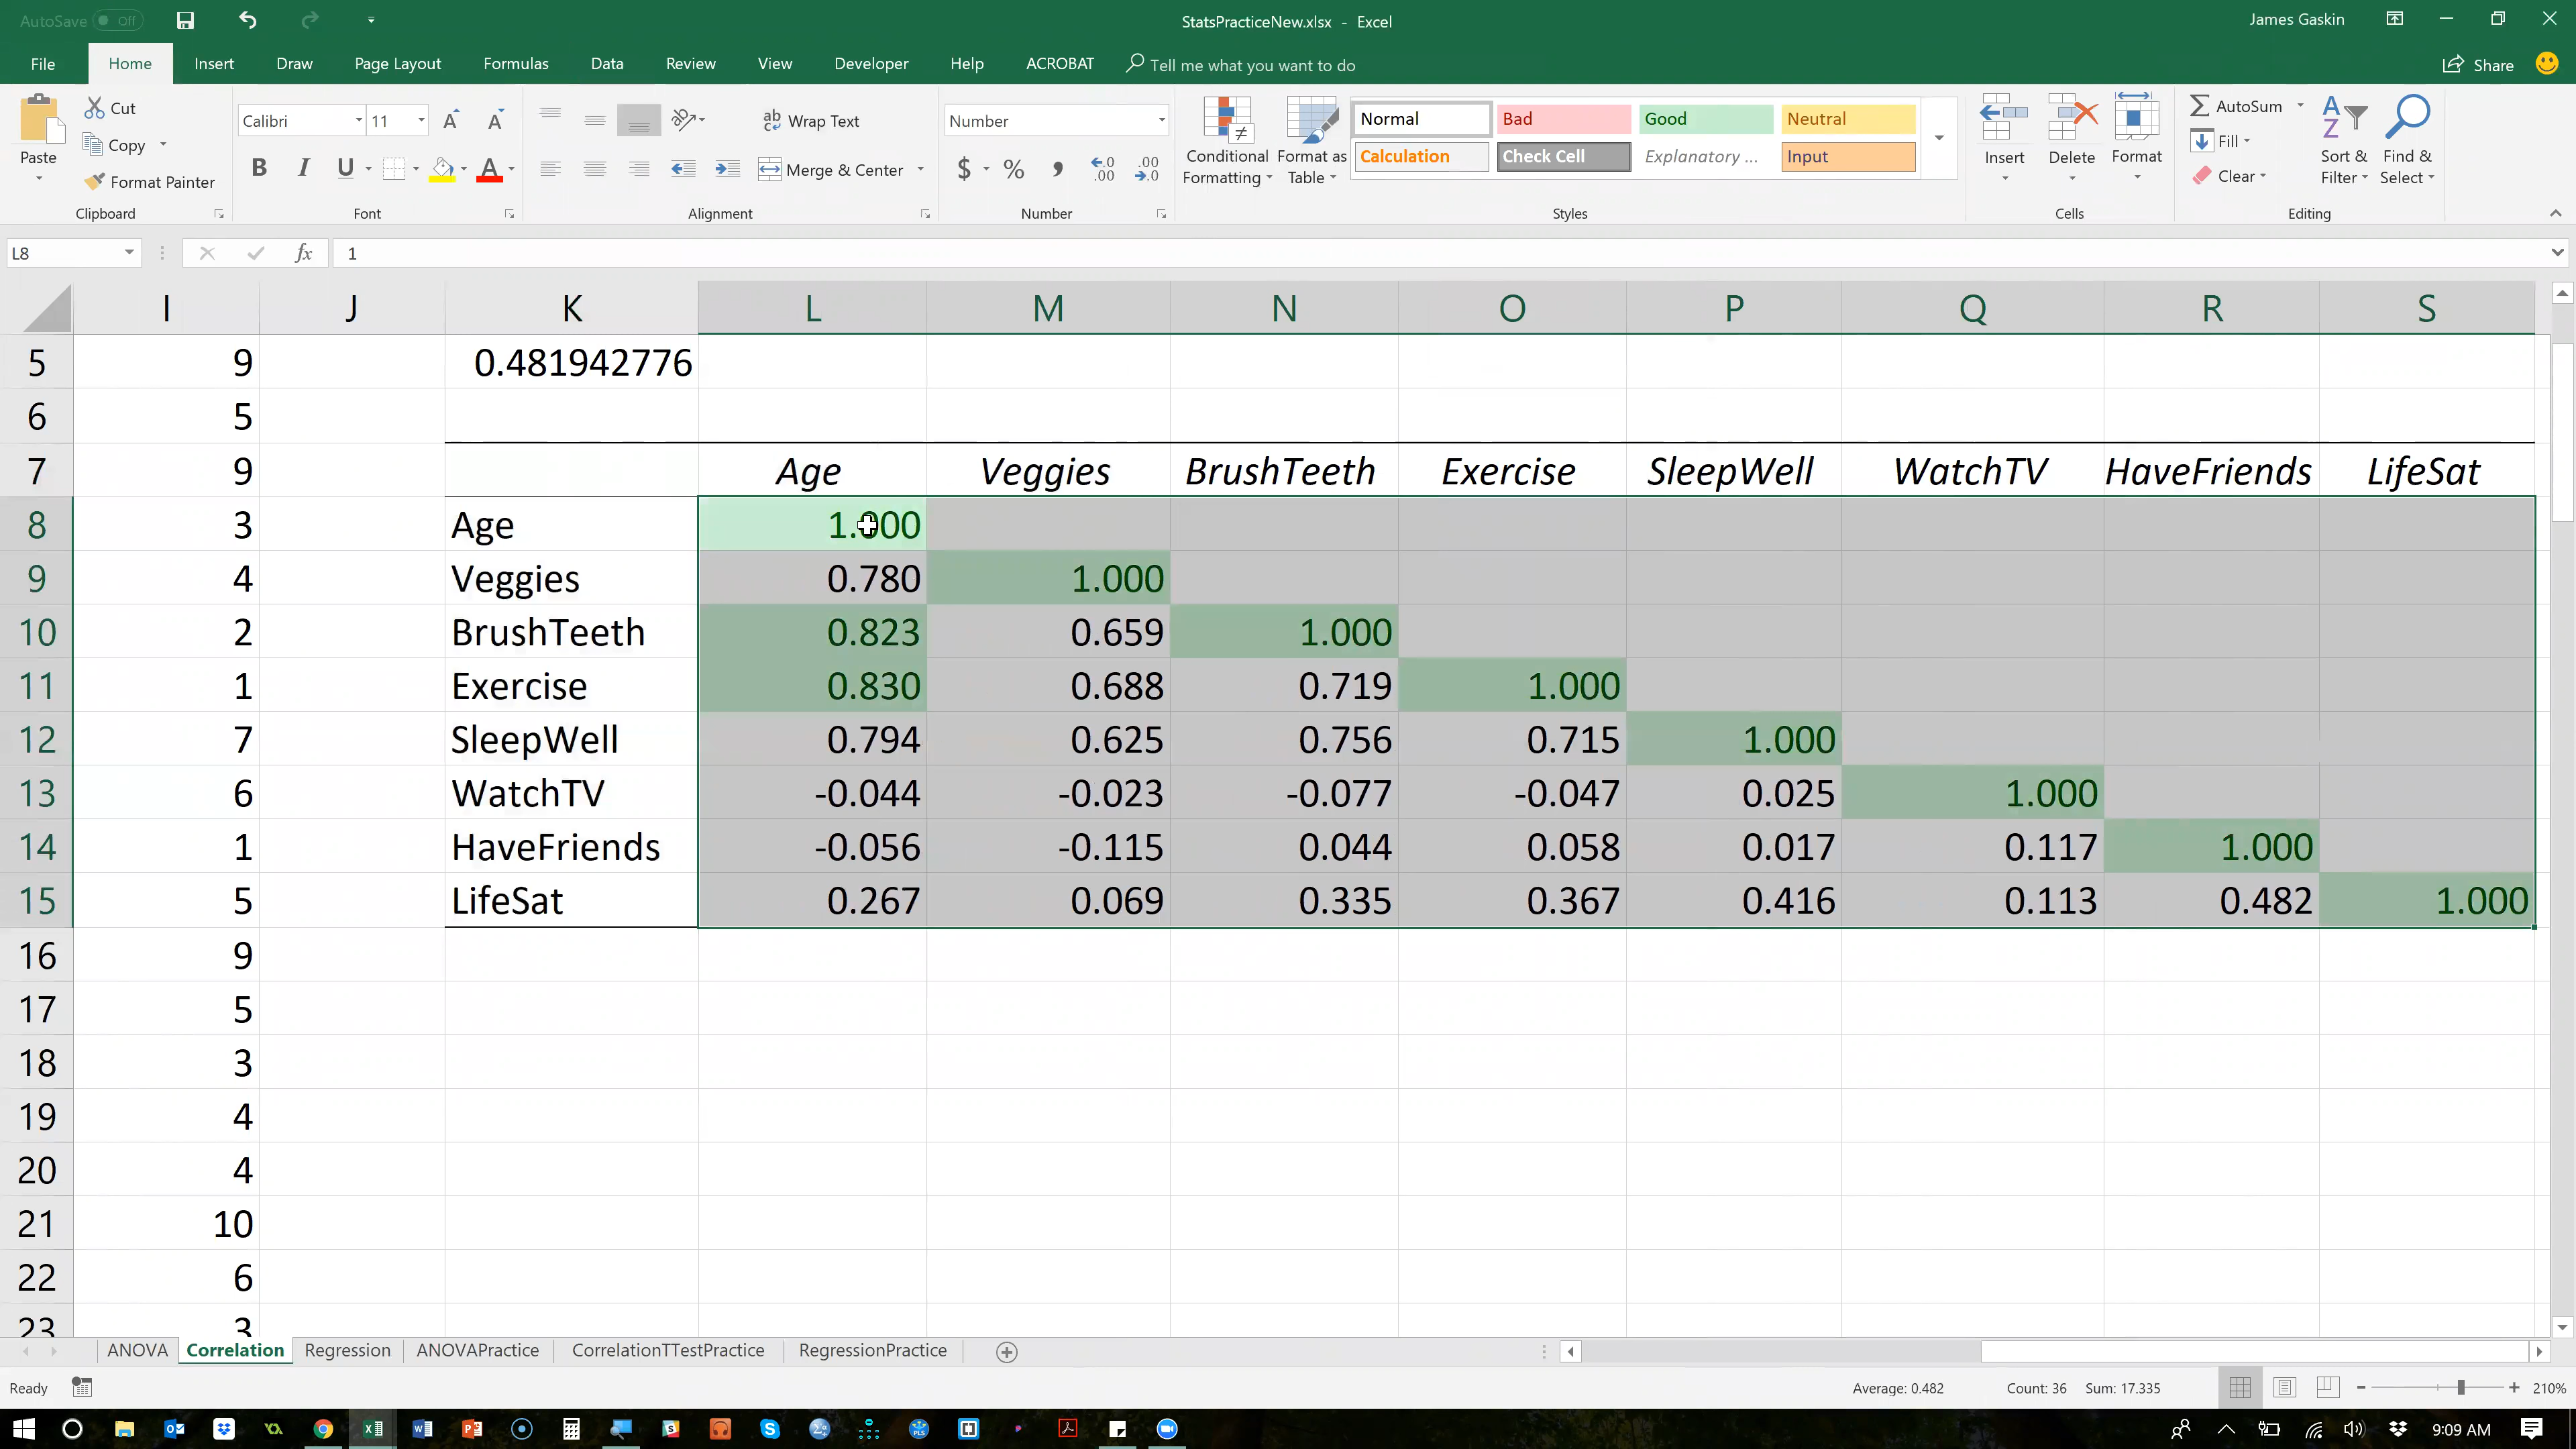 AutoSave Off StatsPracticeNew.xlsx - Excel James Gaskin
File Home Insert Draw Page Layout Formulas Data Review View Developer Help ACROBAT Tell me what you want to do Share
Paste Cut Copy Format Painter Clipboard
Calibri 11 B I U A Font
Wrap Text Merge & Center Alignment
Number $ % , Number
Conditional Formatting Format as Table Normal Bad Good Neutral
Calculation Check Cell Explanatory ... Input Styles
Insert Delete Format Cells
AutoSum Fill Clear Sort & Filter Find & Select Editing
L8 fx 1
I J K L M N O P Q R S
5 9 0.481942776
6 5
7 9 Age Veggies BrushTeeth Exercise SleepWell WatchTV HaveFriends LifeSat
8 3 Age 1.000
9 4 Veggies 0.780 1.000
10 2 BrushTeeth 0.823 0.659 1.000
11 1 Exercise 0.830 0.688 0.719 1.000
12 7 SleepWell 0.794 0.625 0.756 0.715 1.000
13 6 WatchTV -0.044 -0.023 -0.077 -0.047 0.025 1.000
14 1 HaveFriends -0.056 -0.115 0.044 0.058 0.017 0.117 1.000
15 5 LifeSat 0.267 0.069 0.335 0.367 0.416 0.113 0.482 1.000
16 9
17 5
18 3
19 4
20 4
21 10
22 6
23 3
ANOVA Correlation Regression ANOVAPractice CorrelationTTestPractice RegressionPractice
Ready Average: 0.482 Count: 36 Sum: 17.335 210%
9:09 AM